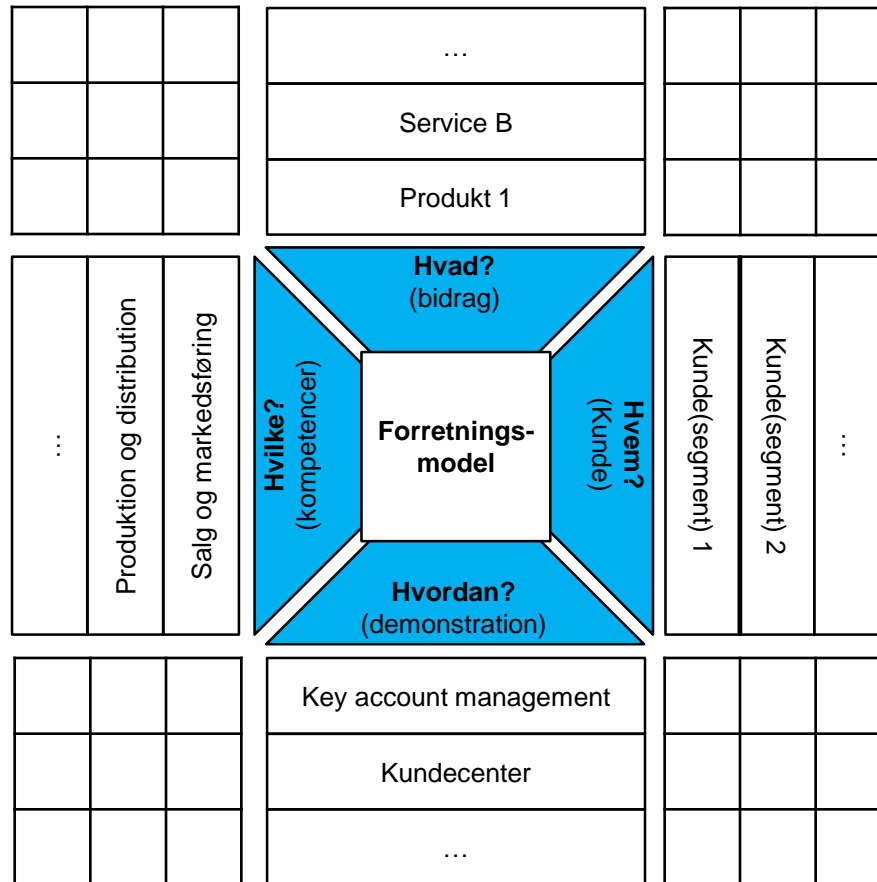 …
Service B
Produkt 1
Hvad?
(bidrag)
…
Produktion og distribution
Salg og markedsføring
Hvilke?
(kompetencer)
Forretnings-
model
Hvem?
(Kunde)
Kunde(segment) 1
Kunde(segment) 2
…
Hvordan?
(demonstration)
Key account management
Kundecenter
…